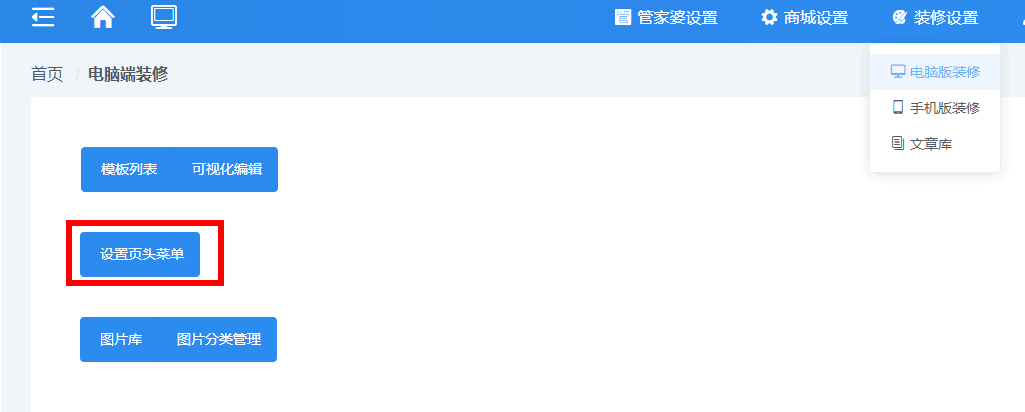 管家婆设置 商城设置 装修设置
首页 / 电脑端装修
电脑版装修
手机版装修
文章库
模板列表 可视化编辑
设置页头菜单
图片库 图片分类管理